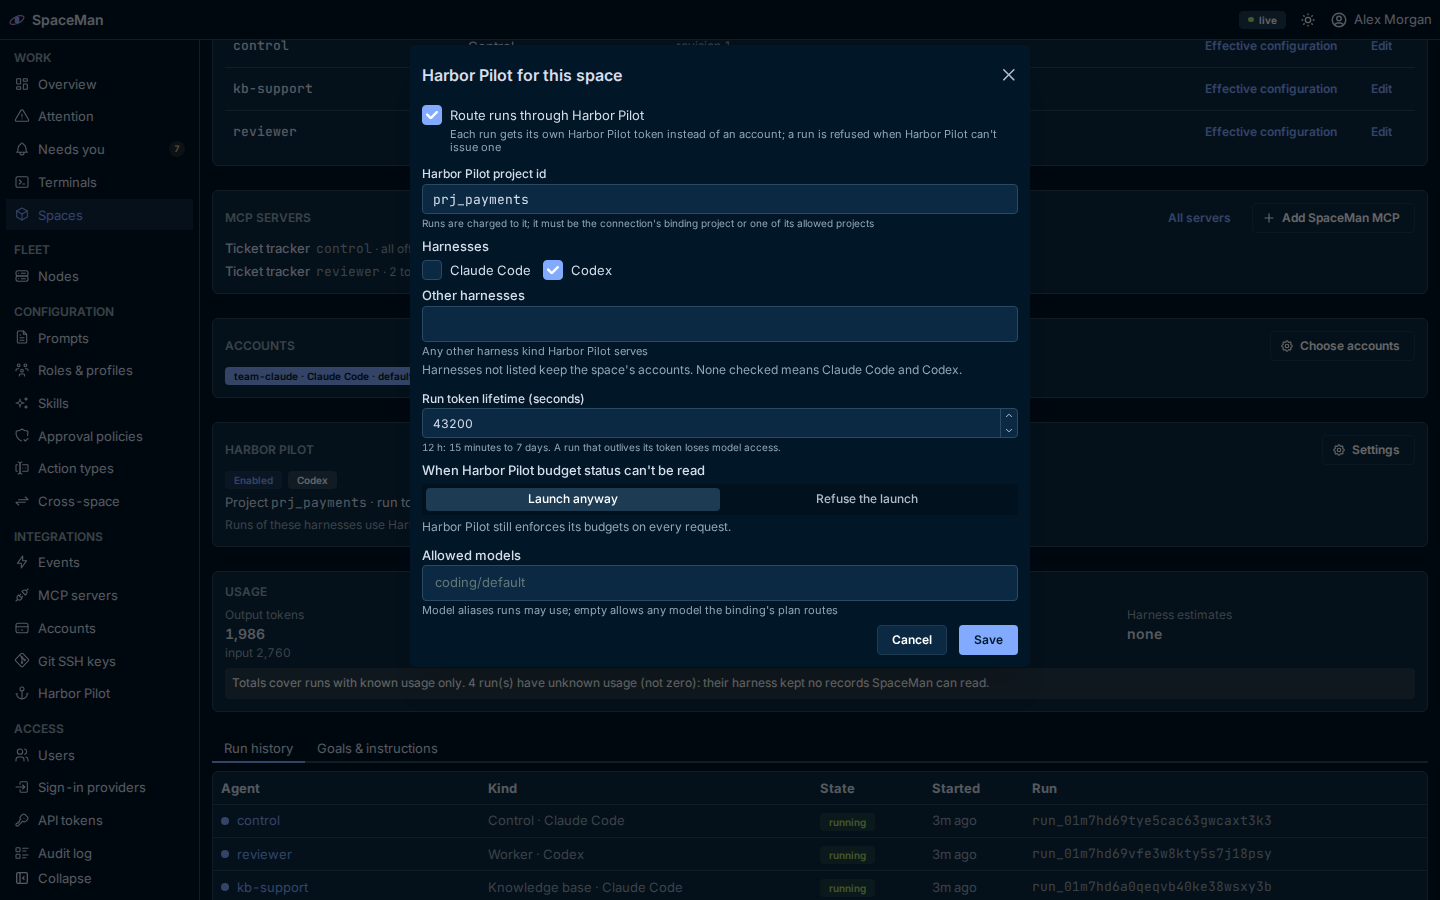 SpaceMan
live
Alex Morgan
WORK
Overview
Attention
Needs you
7
Terminals
Spaces
FLEET
Nodes
CONFIGURATION
Prompts
Roles & profiles
Skills
Approval policies
Action types
Cross-space
INTEGRATIONS
Events
MCP servers
Accounts
Git SSH keys
Harbor Pilot
ACCESS
Users
Sign-in providers
API tokens
Audit log
Collapse
control
Effective configuration Edit
kb-support
Effective configuration Edit
reviewer
Effective configuration Edit
MCP SERVERS
All servers
Add SpaceMan MCP
Ticket tracker control · all
Ticket tracker reviewer · 2
ACCOUNTS
Choose accounts
team-claude · Claude Code ·
HARBOR PILOT
Settings
Enabled Codex
Project prj_payments · run
Runs of these harnesses use
USAGE
Output tokens
1,986
input 2,760
Harness estimates
none
Totals cover runs with known usage only. 4 run(s) have unknown usage (not zero): their harness kept no records SpaceMan can read.
Run history Goals & instructions
Agent Kind State Started Run
control Control · Claude Code running 3m ago run_01m7hd69tye5cac63gwcaxt3k3
reviewer Worker · Codex running 3m ago run_01m7hd69vfe3w8kty5s7j18psy
kb-support Knowledge base · Claude Code running 3m ago run_01m7hd6a0qeqvb40ke38wsxy3b
Harbor Pilot for this space
Route runs through Harbor Pilot
Each run gets its own Harbor Pilot token instead of an account; a run is refused when Harbor Pilot can't
issue one
Harbor Pilot project id
prj_payments
Runs are charged to it; it must be the connection's binding project or one of its allowed projects
Harnesses
Claude Code Codex
Other harnesses
Any other harness kind Harbor Pilot serves
Harnesses not listed keep the space's accounts. None checked means Claude Code and Codex.
Run token lifetime (seconds)
43200
12 h: 15 minutes to 7 days. A run that outlives its token loses model access.
When Harbor Pilot budget status can't be read
Launch anyway Refuse the launch
Harbor Pilot still enforces its budgets on every request.
Allowed models
coding/default
Model aliases runs may use; empty allows any model the binding's plan routes
Cancel Save